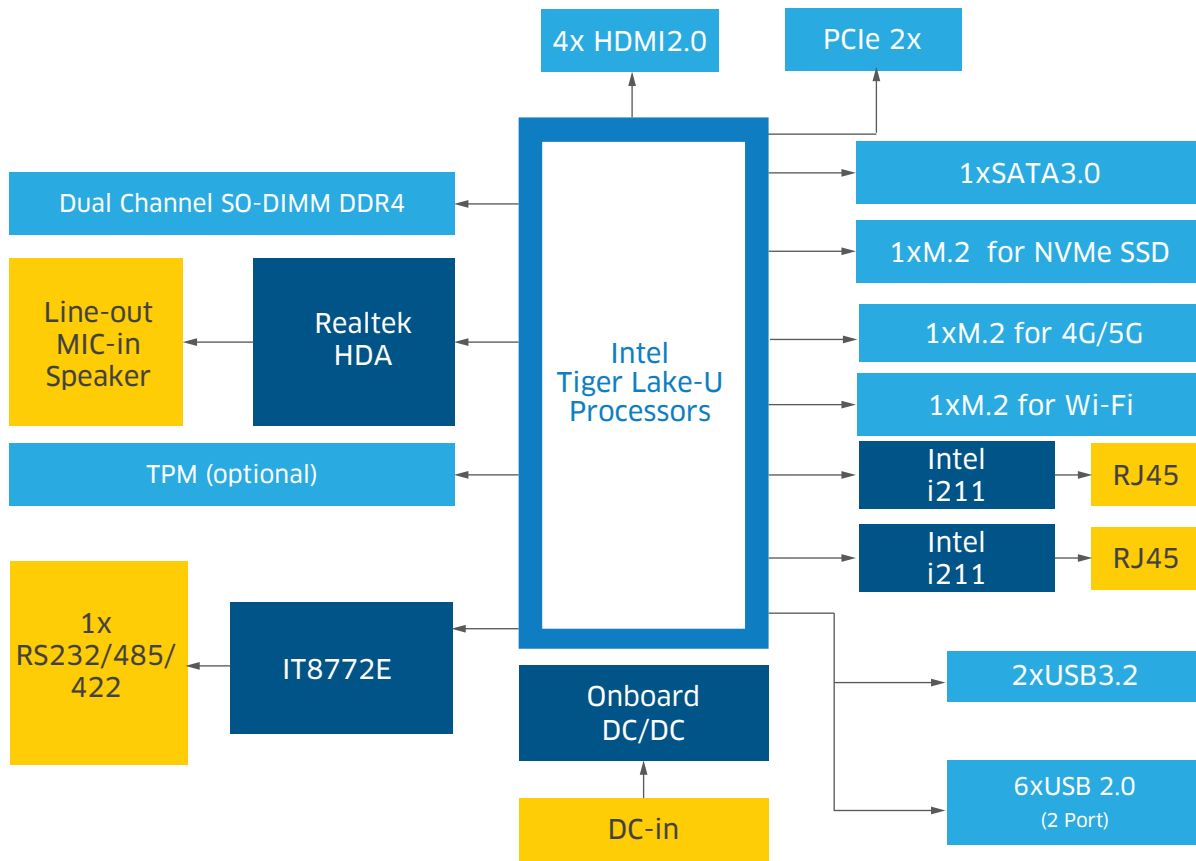 4x HDMI2.0
PCIe 2x
Dual Channel SO-DIMM DDR4
Line-out
MIC-in
Speaker
Realtek
HDA
TPM (optional)
1x
RS232/485/
422
IT8772E
Intel
Tiger Lake-U
Processors
Onboard
DC/DC
DC-in
1xSATA3.0
1xM.2  for NVMe SSD
1xM.2 for 4G/5G
1xM.2 for Wi-Fi
Intel
i211
RJ45
Intel
i211
RJ45
2xUSB3.2
6xUSB 2.0
(2 Port)